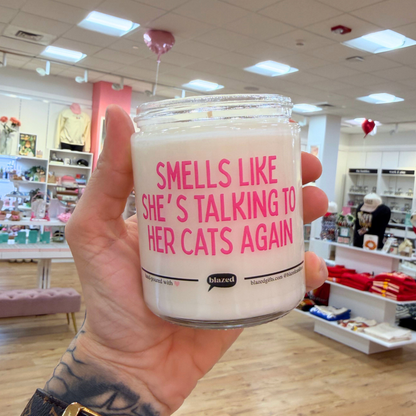 SMELLS LIKE
SHE'S TALKING TO
HER CATS AGAIN
blazed